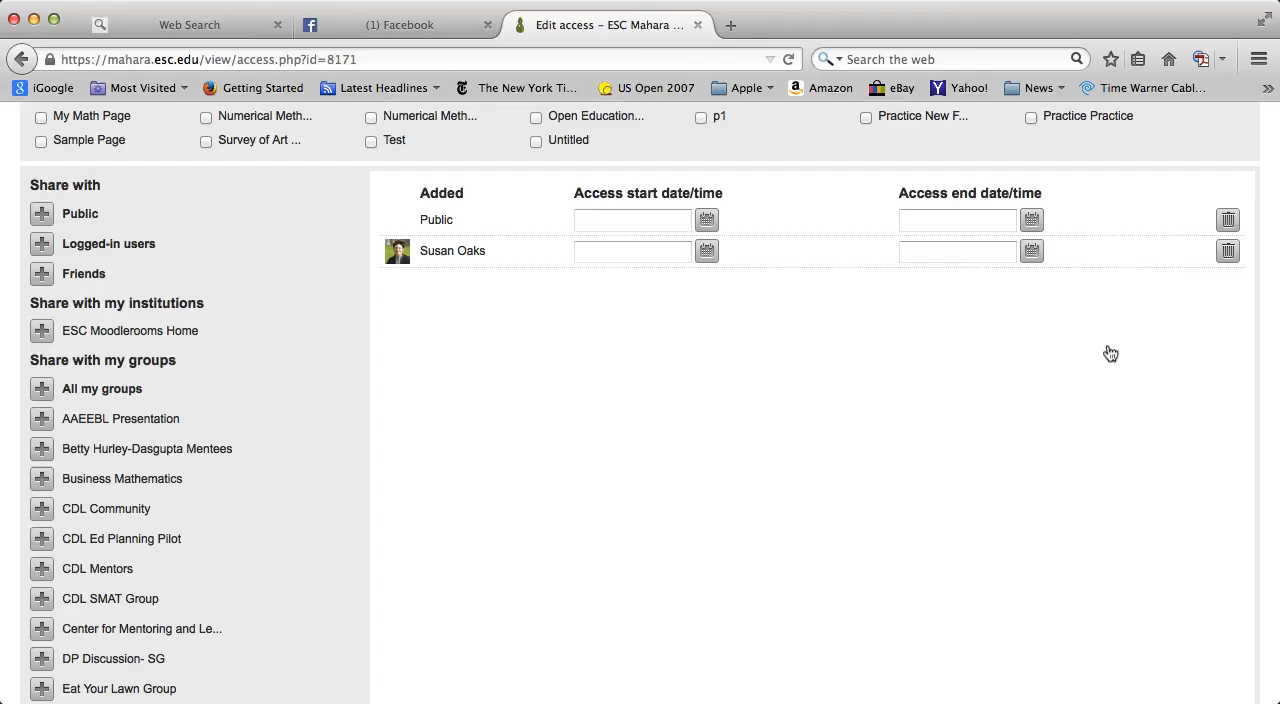 Web Search
(1) Facebook
Edit access – ESC Mahara ...
https://mahara.esc.edu/view/access.php?id=8171
Search the web
iGoogle Most Visited Getting Started Latest Headlines The New York Ti... US Open 2007 Apple Amazon eBay Yahoo! News Time Warner Cabl...
My Math Page Numerical Meth... Numerical Meth... Open Education... p1 Practice New F... Practice Practice
Sample Page Survey of Art ... Test Untitled
Share with
Public
Logged-in users
Friends
Share with my institutions
ESC Moodlerooms Home
Share with my groups
All my groups
AAEEBL Presentation
Betty Hurley-Dasgupta Mentees
Business Mathematics
CDL Community
CDL Ed Planning Pilot
CDL Mentors
CDL SMAT Group
Center for Mentoring and Le...
DP Discussion- SG
Eat Your Lawn Group
Added Access start date/time Access end date/time
Public
Susan Oaks